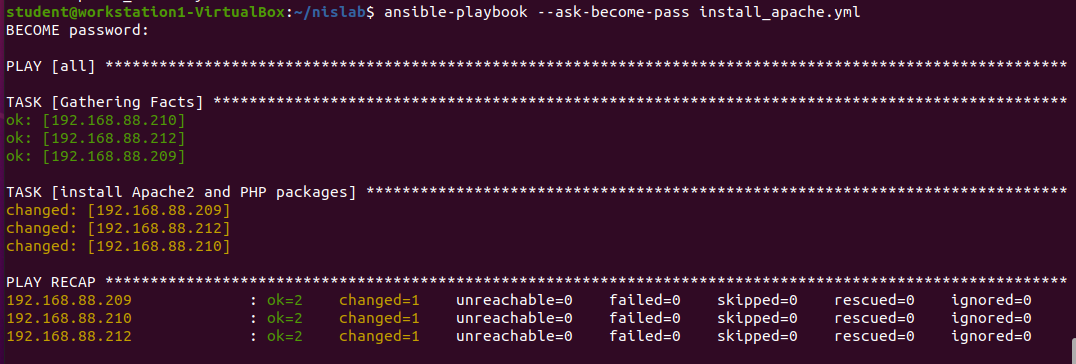 student@workstation1-VirtualBox:~/nislab$ ansible-playbook --ask-become-pass install_apache.yml
BECOME password:
PLAY [all] **********************************************************************************************************
TASK [Gathering Facts] **********************************************************************************************
ok: [192.168.88.210]
ok: [192.168.88.212]
ok: [192.168.88.209]
TASK [install Apache2 and PHP packages] ******************************************************************************
changed: [192.168.88.209]
changed: [192.168.88.212]
changed: [192.168.88.210]
PLAY RECAP **********************************************************************************************************
192.168.88.209             : ok=2    changed=1    unreachable=0    failed=0    skipped=0    rescued=0    ignored=0
192.168.88.210             : ok=2    changed=1    unreachable=0    failed=0    skipped=0    rescued=0    ignored=0
192.168.88.212             : ok=2    changed=1    unreachable=0    failed=0    skipped=0    rescued=0    ignored=0